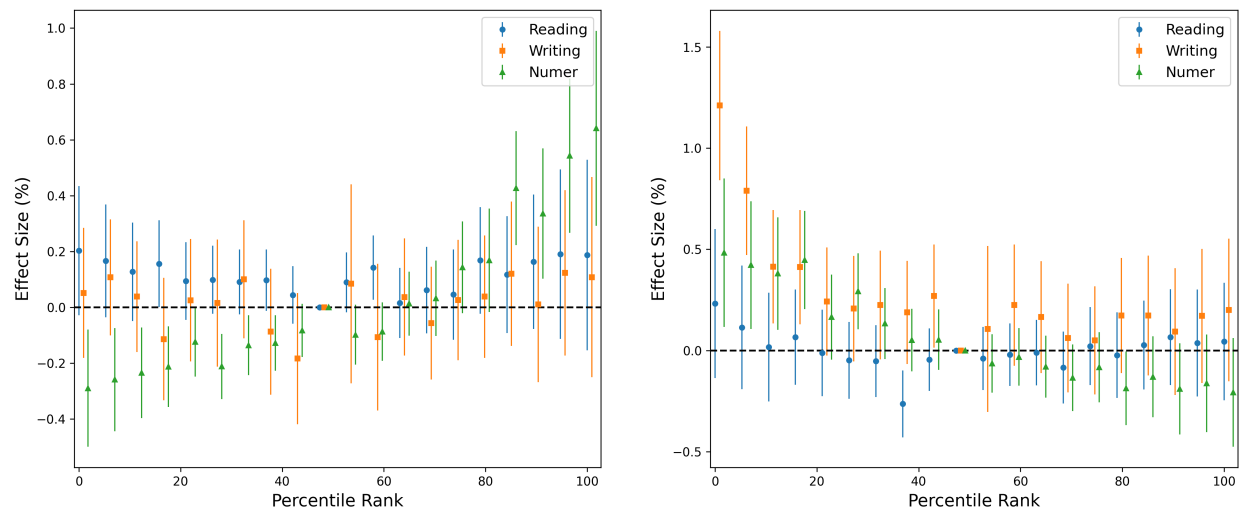 1.0
0.8
0.6
0.4
0.2
0.0
−0.2
−0.4
Effect Size (%)
0
20
40
60
80
100
Percentile Rank
Reading
Writing
Numer
1.5
1.0
0.5
0.0
−0.5
Effect Size (%)
0
20
40
60
80
100
Percentile Rank
Reading
Writing
Numer